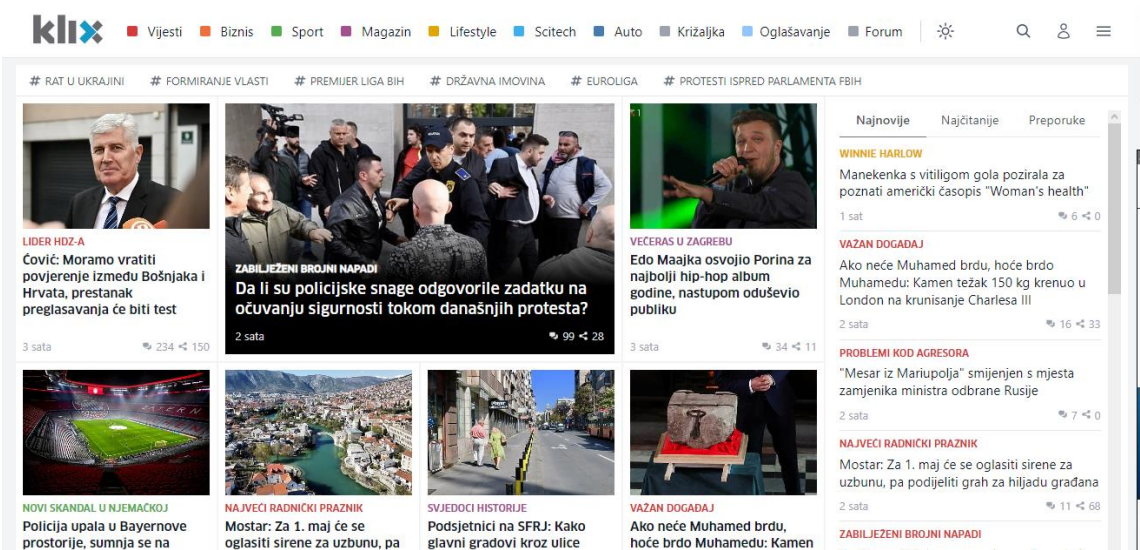 klix
Vijesti
Biznis
Sport
Magazin
Lifestyle
Scitech
Auto
Križaljka
Oglašavanje
Forum
# RAT U UKRAJINI
# FORMIRANJE VLASTI
# PREMIJER LIGA BIH
# DRŽAVNA IMOVINA
# EUROLIGA
# PROTESTI ISPRED PARLAMENTA FBIH
LIDER HDZ-A
Čović: Moramo vratiti
povjerenje između Bošnjaka i
Hrvata, prestanak
preglasavanja će biti test
3 sata
234
150
ZABILJEŽENI BROJNI NAPADI
Da li su policijske snage odgovorile zadatku na
očuvanju sigurnosti tokom današnjih protesta?
2 sata
99
28
VEČERAS U ZAGREBU
Edo Maajka osvojio Porina za
najbolji hip-hop album
godine, nastupom oduševio
publiku
3 sata
34
11
NOVI SKANDAL U NJEMAČKOJ
Policija upala u Bayernove
prostorije, sumnja se na
NAJVEĆI RADNIČKI PRAZNIK
Mostar: Za 1. maj će se
oglasiti sirene za uzbunu, pa
SVJEDOCI HISTORIJE
Podsjetnici na SFRJ: Kako
glavni gradovi kroz ulice
VAŽAN DOGAĐAJ
Ako neće Muhamed brdu,
hoće brdo Muhamedu: Kamen
Najnovije
Najčitanije
Preporuke
WINNIE HARLOW
Manekenka s vitiligom gola pozirala za
poznati američki časopis "Woman's health"
1 sat
6
0
VAŽAN DOGAĐAJ
Ako neće Muhamed brdu, hoće brdo
Muhamedu: Kamen težak 150 kg krenuo u
London na krunisanje Charlesa III
2 sata
16
33
PROBLEMI KOD AGRESORA
"Mesar iz Mariupolja" smijenjen s mjesta
zamjenika ministra odbrane Rusije
2 sata
7
0
NAJVEĆI RADNIČKI PRAZNIK
Mostar: Za 1. maj će se oglasiti sirene za
uzbunu, pa podijeliti grah za hiljadu građana
2 sata
11
68
ZABILJEŽENI BROJNI NAPADI